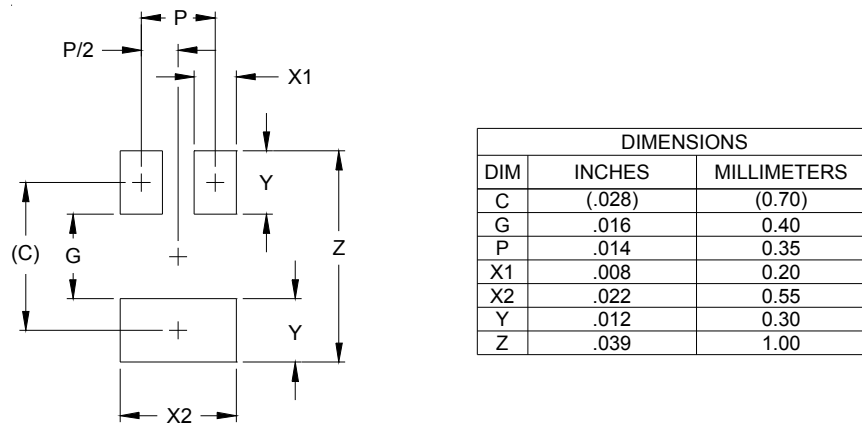 P
P/2
X1
Y
(C)
G
Z
Y
X2
DIMENSIONS
DIM INCHES MILLIMETERS
C (.028) (0.70)
G .016 0.40
P .014 0.35
X1 .008 0.20
X2 .022 0.55
Y .012 0.30
Z .039 1.00